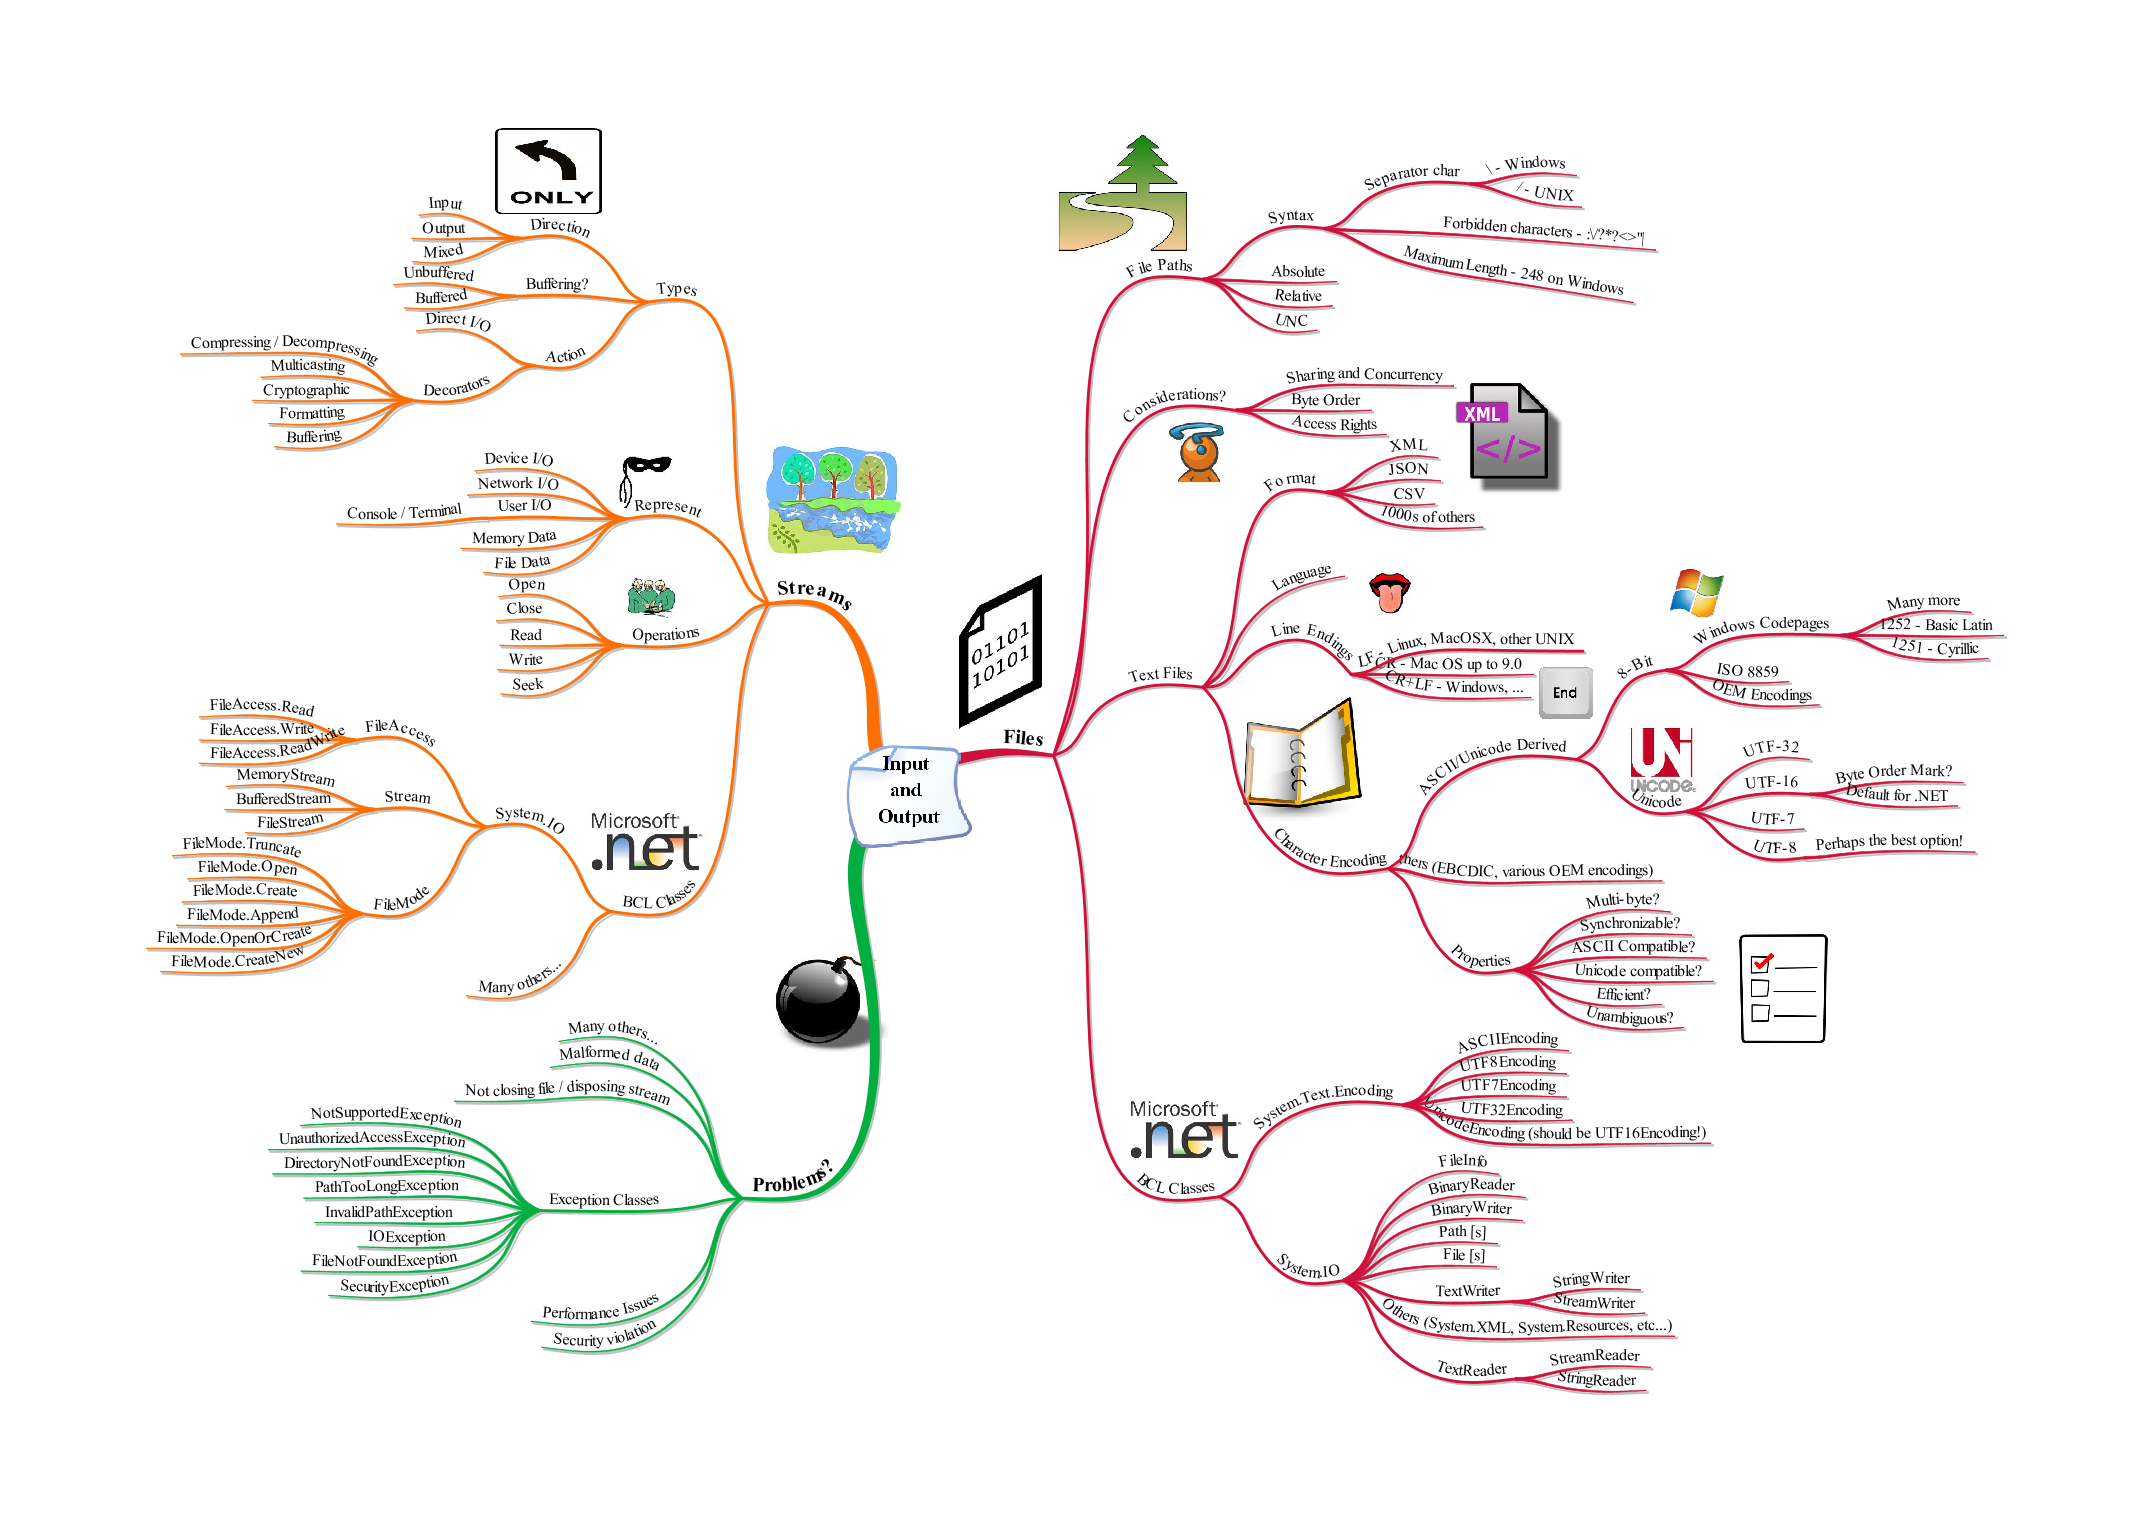 Input
and
Output
Streams
Types
Direction
ONLY
Input
Output
Mixed
Buffering?
Unbuffered
Buffered
Action
Direct I/O
Decorators
Compressing / Decompressing
Multicasting
Cryptographic
Formatting
Buffering
Represent
Device I/O
Network I/O
User I/O
Console / Terminal
Memory Data
File Data
Operations
Open
Close
Read
Write
Seek
BCL Classes
Microsoft
.net
System.IO
FileAccess
FileAccess.Read
FileAccess.Write
FileAccess.ReadWrite
Stream
MemoryStream
BufferedStream
FileStream
FileMode
FileMode.Truncate
FileMode.Open
FileMode.Create
FileMode.Append
FileMode.OpenOrCreate
FileMode.CreateNew
Many others...
Problems?
Many others...
Malformed data
Not closing file / disposing stream
Exception Classes
NotSupportedException
UnauthorizedAccessException
DirectoryNotFoundException
PathTooLongException
InvalidPathException
IOException
FileNotFoundException
SecurityException
Performance Issues
Security violation
Files
01101
10101
File Paths
Syntax
Separator char
\ - Windows
/ - UNIX
Forbidden characters - :\/?*?<>"|
Maximum Length - 248 on Windows
Absolute
Relative
UNC
Considerations?
Sharing and Concurrency
Byte Order
Access Rights
Text Files
Format
XML
JSON
CSV
1000s of others
XML
</>
Language
Line Endings
LF - Linux, MacOSX, other UNIX
CR - Mac OS up to 9.0
CR+LF - Windows, ...
End
Character Encoding
ASCII/Unicode Derived
8-Bit
Windows Codepages
Many more
1252 - Basic Latin
1251 - Cyrillic
ISO 8859
OEM Encodings
UNi
UNiCODE
Unicode
UTF-32
UTF-16
Byte Order Mark?
Default for .NET
UTF-7
UTF-8
Perhaps the best option!
(EBCDIC, various OEM encodings)
Properties
Multi-byte?
Synchronizable?
ASCII Compatible?
Unicode compatible?
Efficient?
Unambiguous?
BCL Classes
Microsoft
.net
System.Text.Encoding
ASCIIEncoding
UTF8Encoding
UTF7Encoding
UTF32Encoding
UnicodeEncoding (should be UTF16Encoding!)
System.IO
FileInfo
BinaryReader
BinaryWriter
Path [s]
File [s]
TextWriter
StringWriter
StreamWriter
Others (System.XML, System.Resources, etc...)
TextReader
StreamReader
StringReader